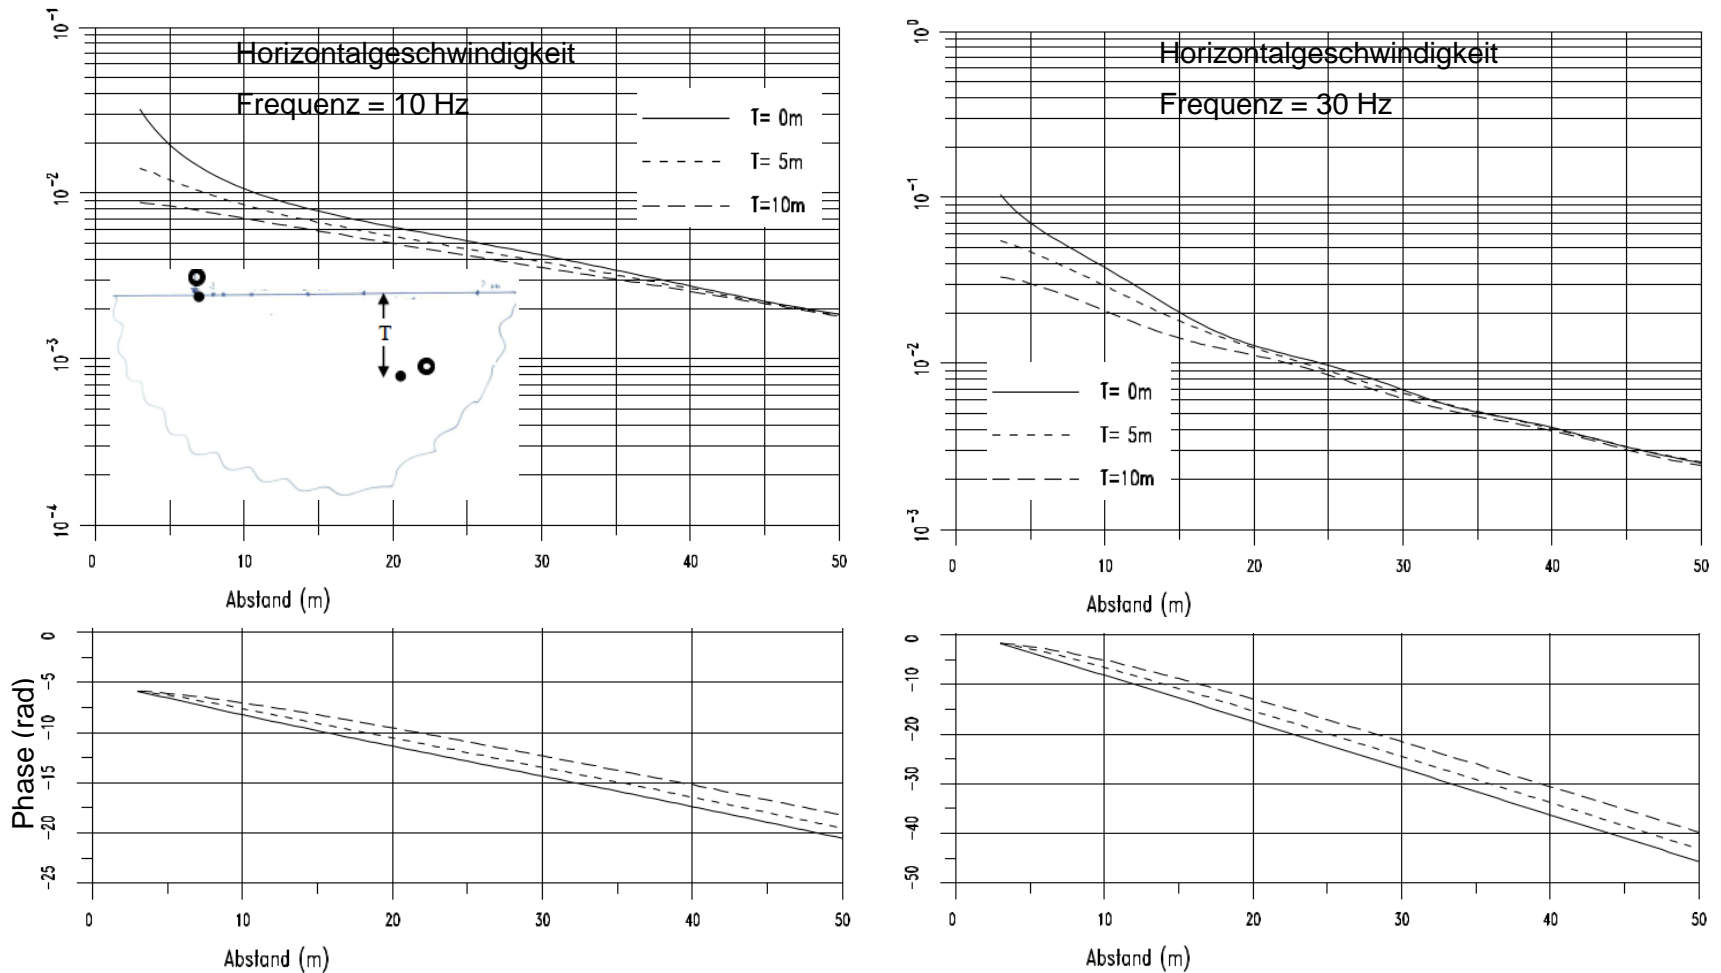 Horizontalgeschwindigkeit
Frequenz = 10 Hz
T= 0m
T= 5m
T=10m
10^-1
10^-2
10^-3
10^-4
T
0 10 20 30 40 50
Abstand (m)
Horizontalgeschwindigkeit
Frequenz = 30 Hz
10^0
10^-1
10^-2
10^-3
T= 0m
T= 5m
T=10m
0 10 20 30 40 50
Abstand (m)
Phase (rad)
0
-5
-10
-15
-20
-25
0 10 20 30 40 50
Abstand (m)
0
-10
-20
-30
-40
-50
0 10 20 30 40 50
Abstand (m)